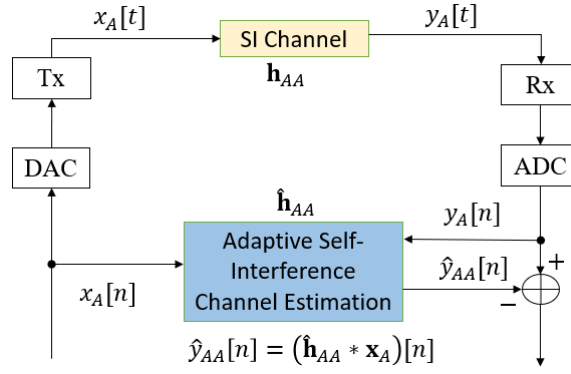 x_A[t]
SI Channel
y_A[t]
h_AA
Tx
Rx
DAC
ADC
ĥ_AA
y_A[n]
Adaptive Self-
Interference
Channel Estimation
ŷ_AA[n]
+
−
x_A[n]
ŷ_AA[n] = (ĥ_AA * x_A)[n]